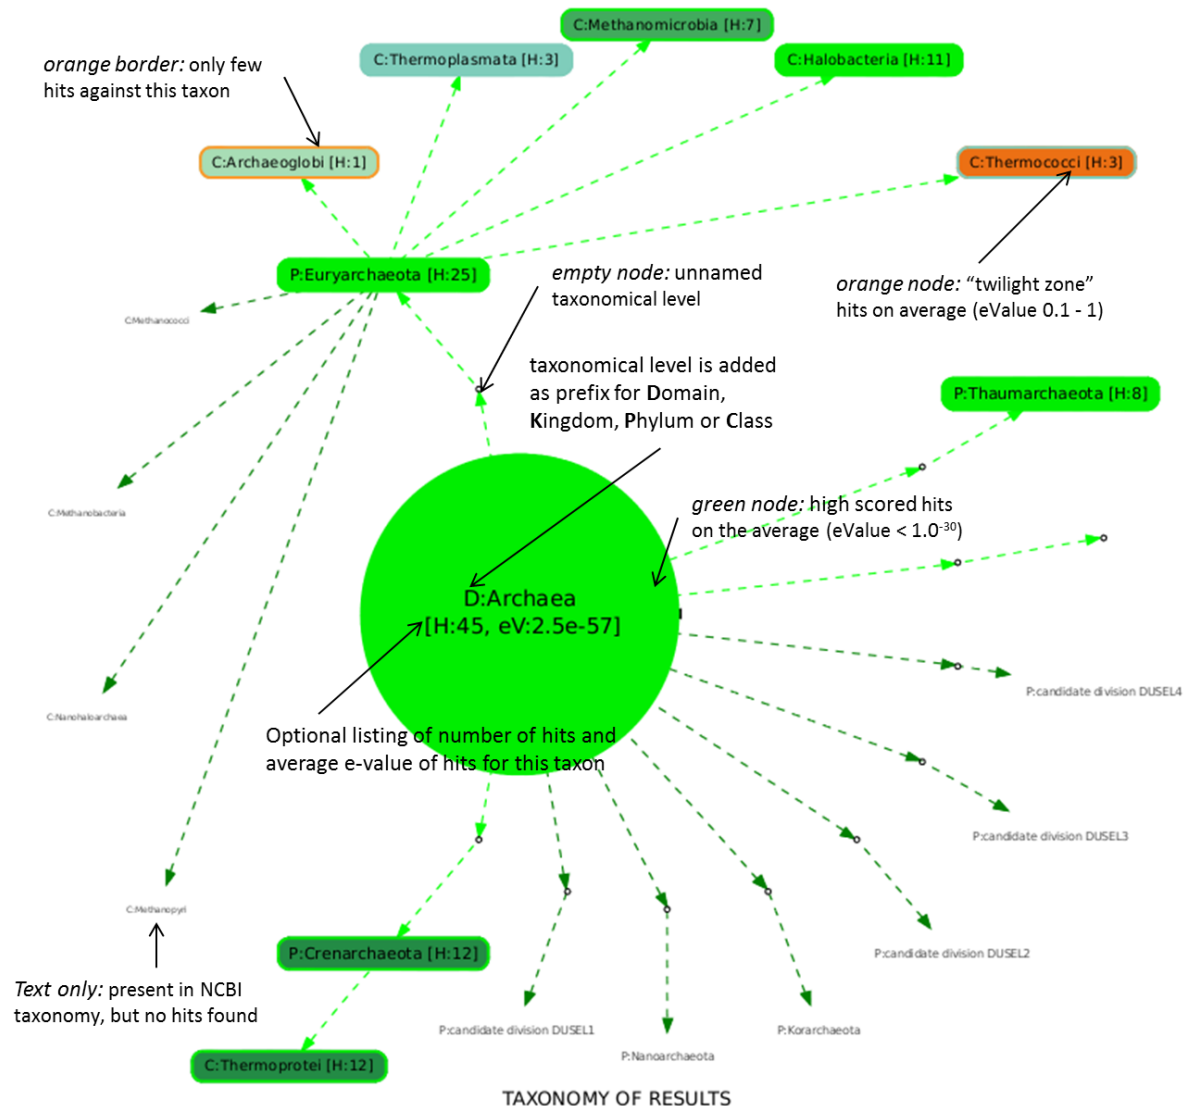 C:Methanomicrobia [H:7]
C:Thermoplasmata [H:3]
C:Halobacteria [H:11]
orange border: only few
hits against this taxon
C:Archaeoglobi [H:1]
C:Thermococci [H:3]
P:Euryarchaeota [H:25]
empty node: unnamed
taxonomical level
orange node: “twilight zone”
hits on average (eValue 0.1 - 1)
C:Methanococci
taxonomical level is added
as prefix for Domain,
Kingdom, Phylum or Class
P:Thaumarchaeota [H:8]
C:Methanobacteria
green node: high scored hits
on the average (eValue < 1.0-30)
D:Archaea
[H:45, eV:2.5e-57]
P:candidate division DUSEL4
C:Nanohaloarchaea
Optional listing of number of hits and
average e-value of hits for this taxon
P:candidate division DUSEL3
C:Methanopyri
P:Crenarchaeota [H:12]
P:candidate division DUSEL2
Text only: present in NCBI
taxonomy, but no hits found
P:candidate division DUSEL1
P:Korarchaeota
P:Nanoarchaeota
C:Thermoprotei [H:12]
TAXONOMY OF RESULTS